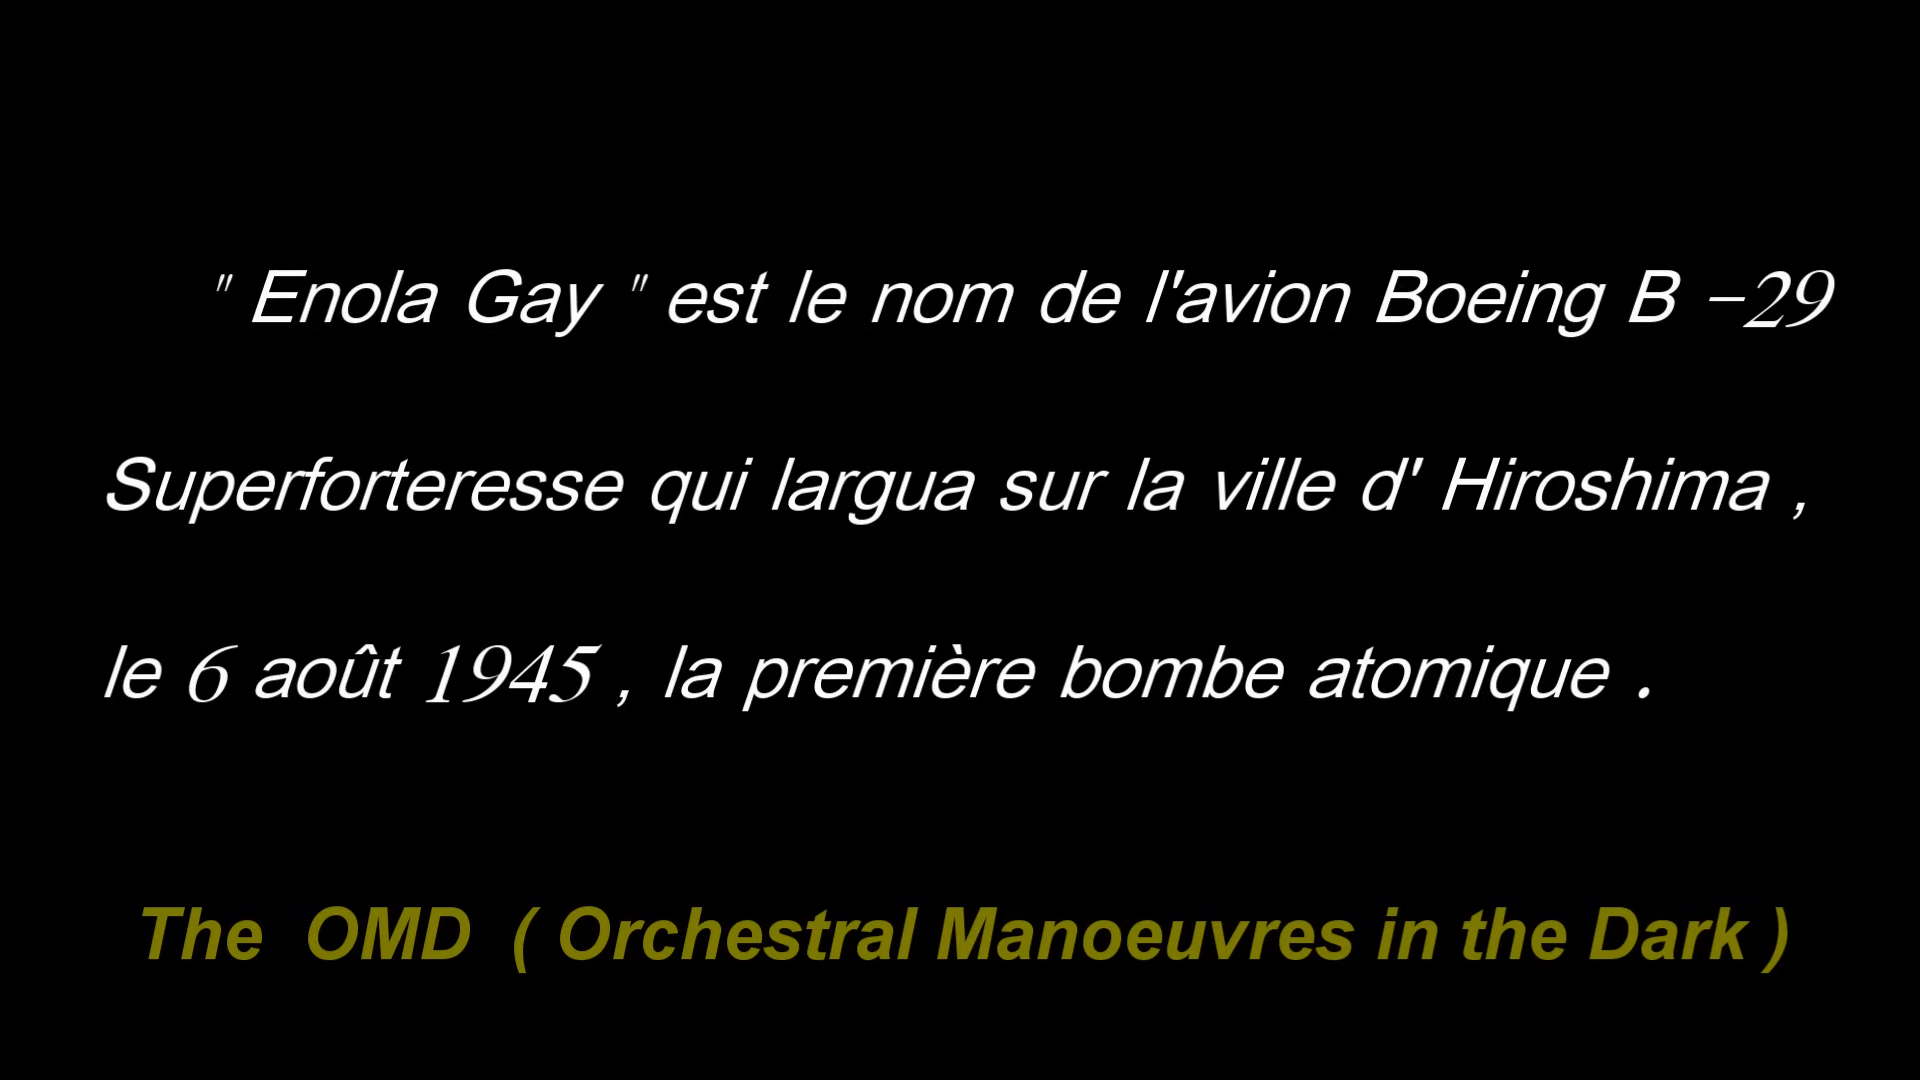 " Enola Gay " est le nom de l'avion Boeing B -29
Superforteresse qui largua sur la ville d' Hiroshima ,
le 6 août 1945 , la première bombe atomique .
The OMD ( Orchestral Manoeuvres in the Dark )